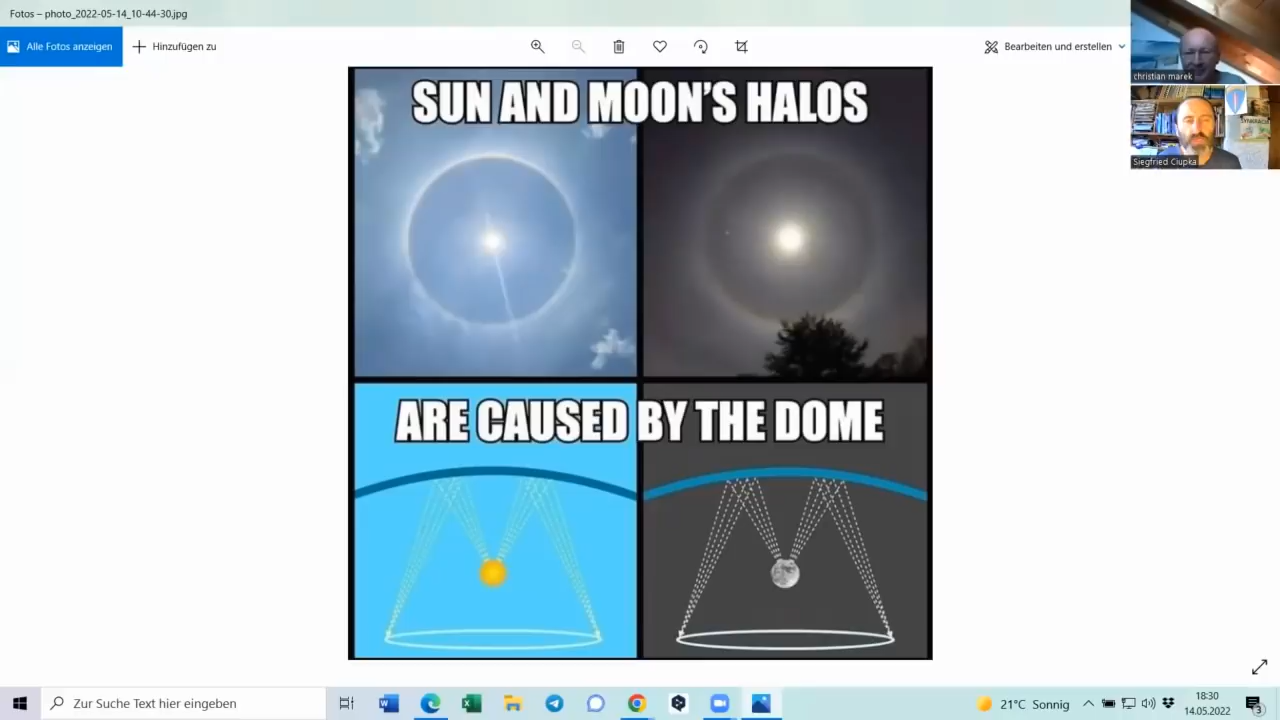 Fotos – photo_2022-05-14_10-44-30.jpg
Alle Fotos anzeigen
Hinzufügen zu
Bearbeiten und erstellen
christian marek
Siegfried Ciupka
SUN AND MOON'S HALOS
ARE CAUSED BY THE DOME
Zur Suche Text hier eingeben
21°C Sonnig
18:30
14.05.2022
3